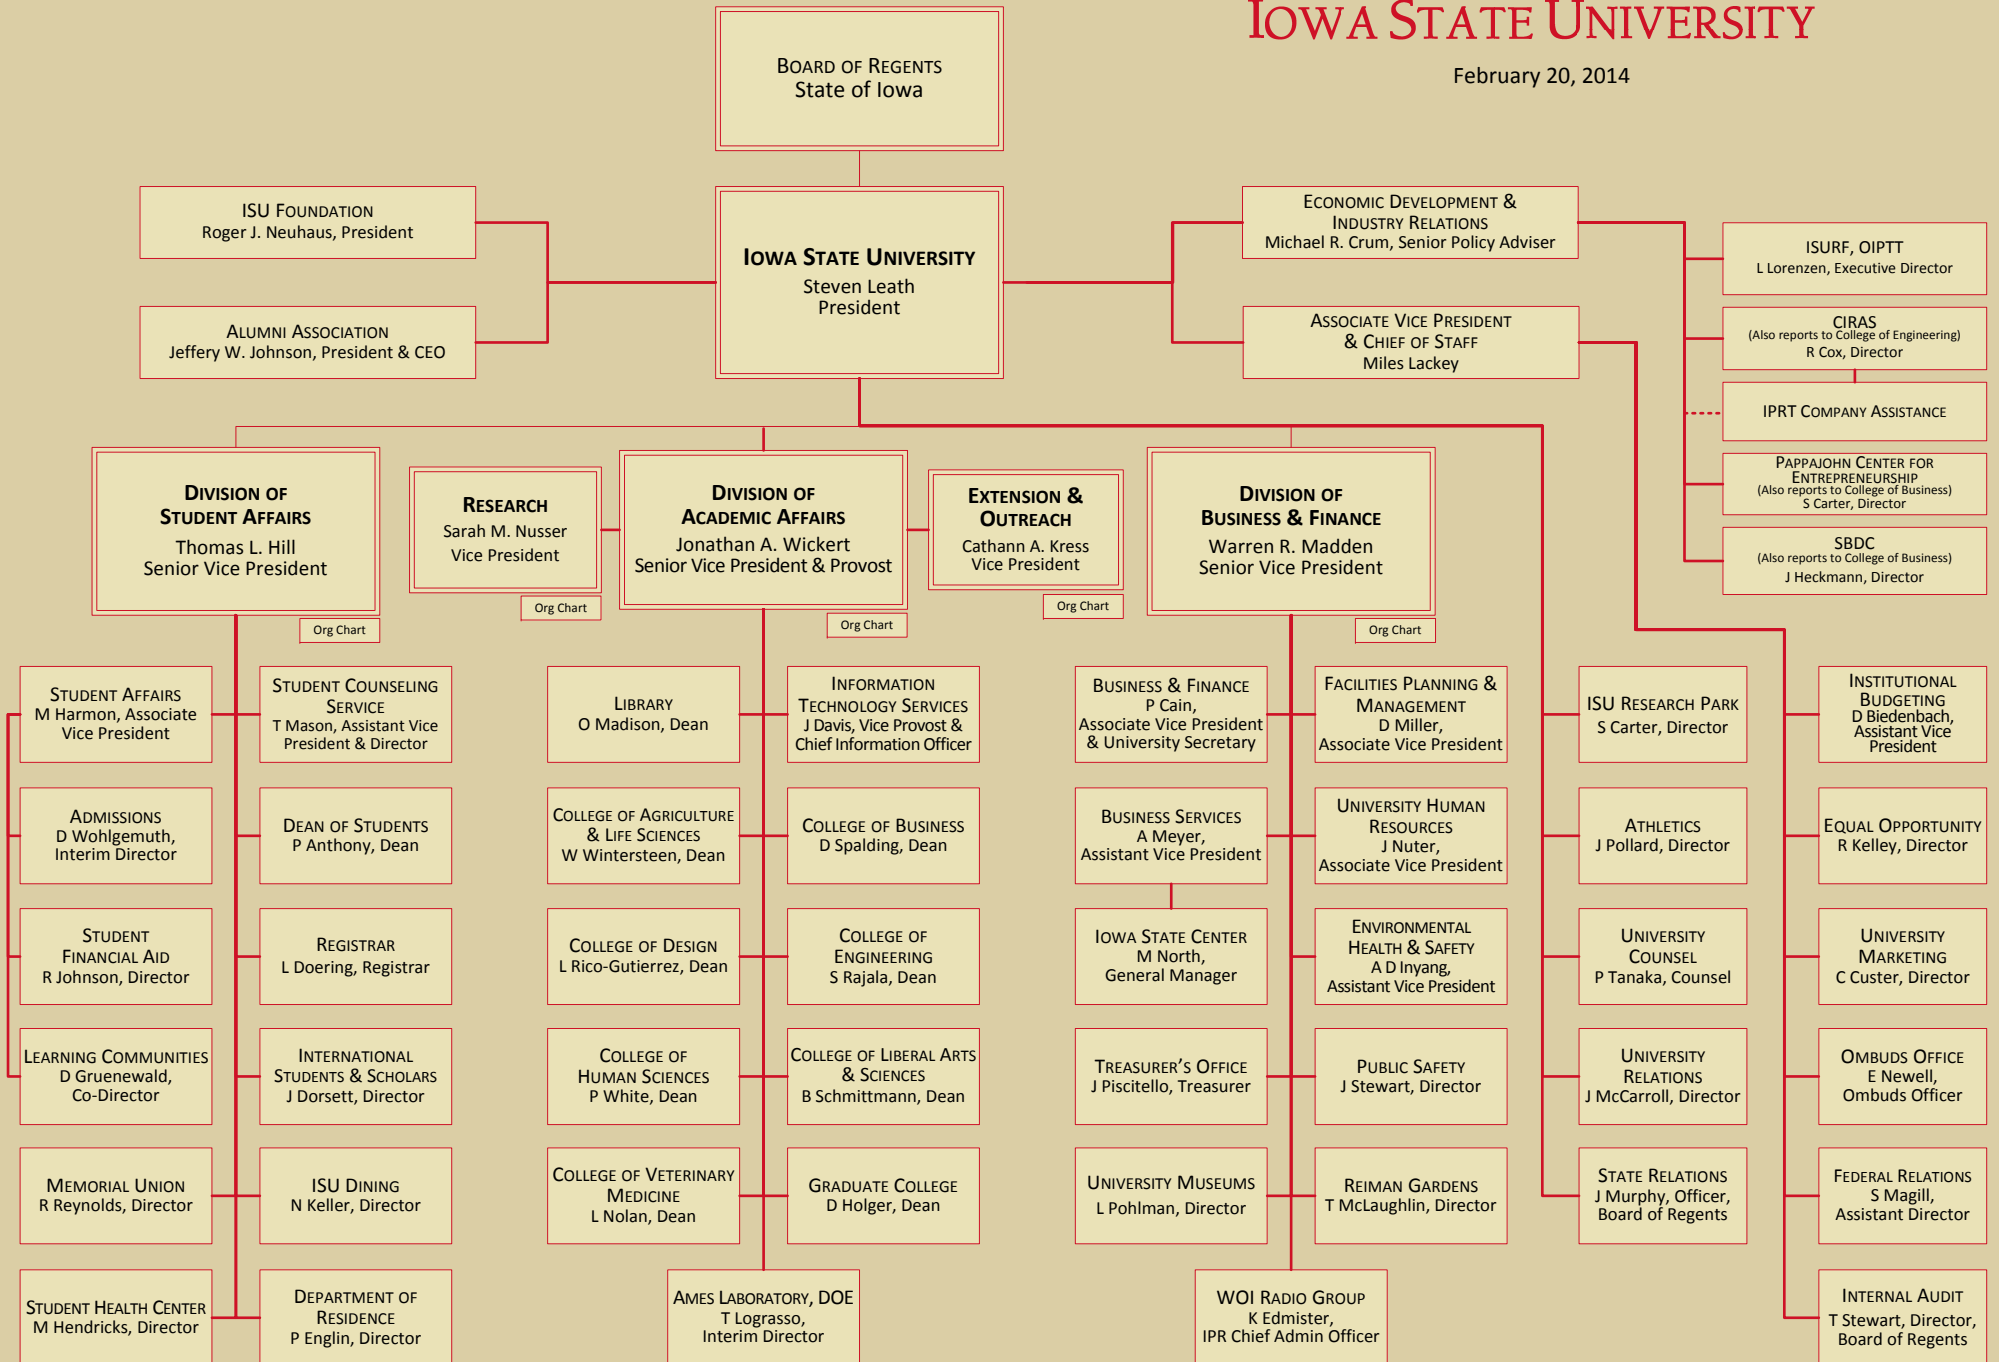 IOWA STATE UNIVERSITY
February 20, 2014
BOARD OF REGENTS
State of Iowa
ISU FOUNDATION
Roger J. Neuhaus, President
ALUMNI ASSOCIATION
Jeffery W. Johnson, President & CEO
IOWA STATE UNIVERSITY
Steven Leath
President
ECONOMIC DEVELOPMENT &
INDUSTRY RELATIONS
Michael R. Crum, Senior Policy Adviser
ASSOCIATE VICE PRESIDENT
& CHIEF OF STAFF
Miles Lackey
ISURF, OIPTT
L Lorenzen, Executive Director
CIRAS
(Also reports to College of Engineering)
R Cox, Director
IPRT COMPANY ASSISTANCE
PAPPAJOHN CENTER FOR
ENTREPRENEURSHIP
(Also reports to College of Business)
S Carter, Director
SBDC
(Also reports to College of Business)
J Heckmann, Director
DIVISION OF
STUDENT AFFAIRS
Thomas L. Hill
Senior Vice President
Org Chart
RESEARCH
Sarah M. Nusser
Vice President
Org Chart
DIVISION OF
ACADEMIC AFFAIRS
Jonathan A. Wickert
Senior Vice President & Provost
Org Chart
EXTENSION &
OUTREACH
Cathann A. Kress
Vice President
Org Chart
DIVISION OF
BUSINESS & FINANCE
Warren R. Madden
Senior Vice President
Org Chart
STUDENT AFFAIRS
M Harmon, Associate
Vice President
STUDENT COUNSELING
SERVICE
T Mason, Assistant Vice
President & Director
ADMISSIONS
D Wohlgemuth,
Interim Director
DEAN OF STUDENTS
P Anthony, Dean
STUDENT
FINANCIAL AID
R Johnson, Director
REGISTRAR
L Doering, Registrar
LEARNING COMMUNITIES
D Gruenewald,
Co-Director
INTERNATIONAL
STUDENTS & SCHOLARS
J Dorsett, Director
MEMORIAL UNION
R Reynolds, Director
ISU DINING
N Keller, Director
STUDENT HEALTH CENTER
M Hendricks, Director
DEPARTMENT OF
RESIDENCE
P Englin, Director
LIBRARY
O Madison, Dean
INFORMATION
TECHNOLOGY SERVICES
J Davis, Vice Provost &
Chief Information Officer
COLLEGE OF AGRICULTURE
& LIFE SCIENCES
W Wintersteen, Dean
COLLEGE OF BUSINESS
D Spalding, Dean
COLLEGE OF DESIGN
L Rico-Gutierrez, Dean
COLLEGE OF
ENGINEERING
S Rajala, Dean
COLLEGE OF
HUMAN SCIENCES
P White, Dean
COLLEGE OF LIBERAL ARTS
& SCIENCES
B Schmittmann, Dean
COLLEGE OF VETERINARY
MEDICINE
L Nolan, Dean
GRADUATE COLLEGE
D Holger, Dean
AMES LABORATORY, DOE
T Lograsso,
Interim Director
BUSINESS & FINANCE
P Cain,
Associate Vice President
& University Secretary
FACILITIES PLANNING &
MANAGEMENT
D Miller,
Associate Vice President
BUSINESS SERVICES
A Meyer,
Assistant Vice President
UNIVERSITY HUMAN
RESOURCES
J Nuter,
Associate Vice President
IOWA STATE CENTER
M North,
General Manager
ENVIRONMENTAL
HEALTH & SAFETY
A D Inyang,
Assistant Vice President
TREASURER'S OFFICE
J Piscitello, Treasurer
PUBLIC SAFETY
J Stewart, Director
UNIVERSITY MUSEUMS
L Pohlman, Director
REIMAN GARDENS
T McLaughlin, Director
WOI RADIO GROUP
K Edmister,
IPR Chief Admin Officer
ISU RESEARCH PARK
S Carter, Director
ATHLETICS
J Pollard, Director
UNIVERSITY
COUNSEL
P Tanaka, Counsel
UNIVERSITY
RELATIONS
J McCarroll, Director
STATE RELATIONS
J Murphy, Officer,
Board of Regents
INSTITUTIONAL
BUDGETING
D Biedenbach,
Assistant Vice
President
EQUAL OPPORTUNITY
R Kelley, Director
UNIVERSITY
MARKETING
C Custer, Director
OMBUDS OFFICE
E Newell,
Ombuds Officer
FEDERAL RELATIONS
S Magill,
Assistant Director
INTERNAL AUDIT
T Stewart, Director,
Board of Regents